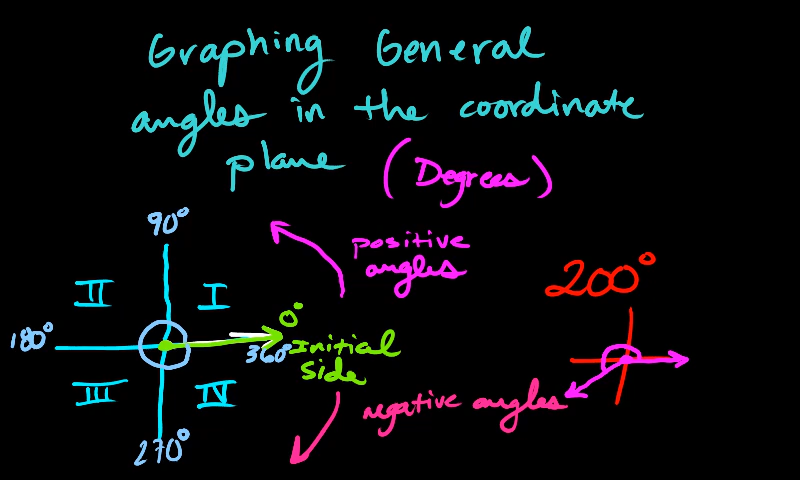 Graphing General
angles in the coordinate
plane (Degrees)
90°
positive
angles
II I
200°
0°
180°
360° Initial
side
III IV
negative angles
270°